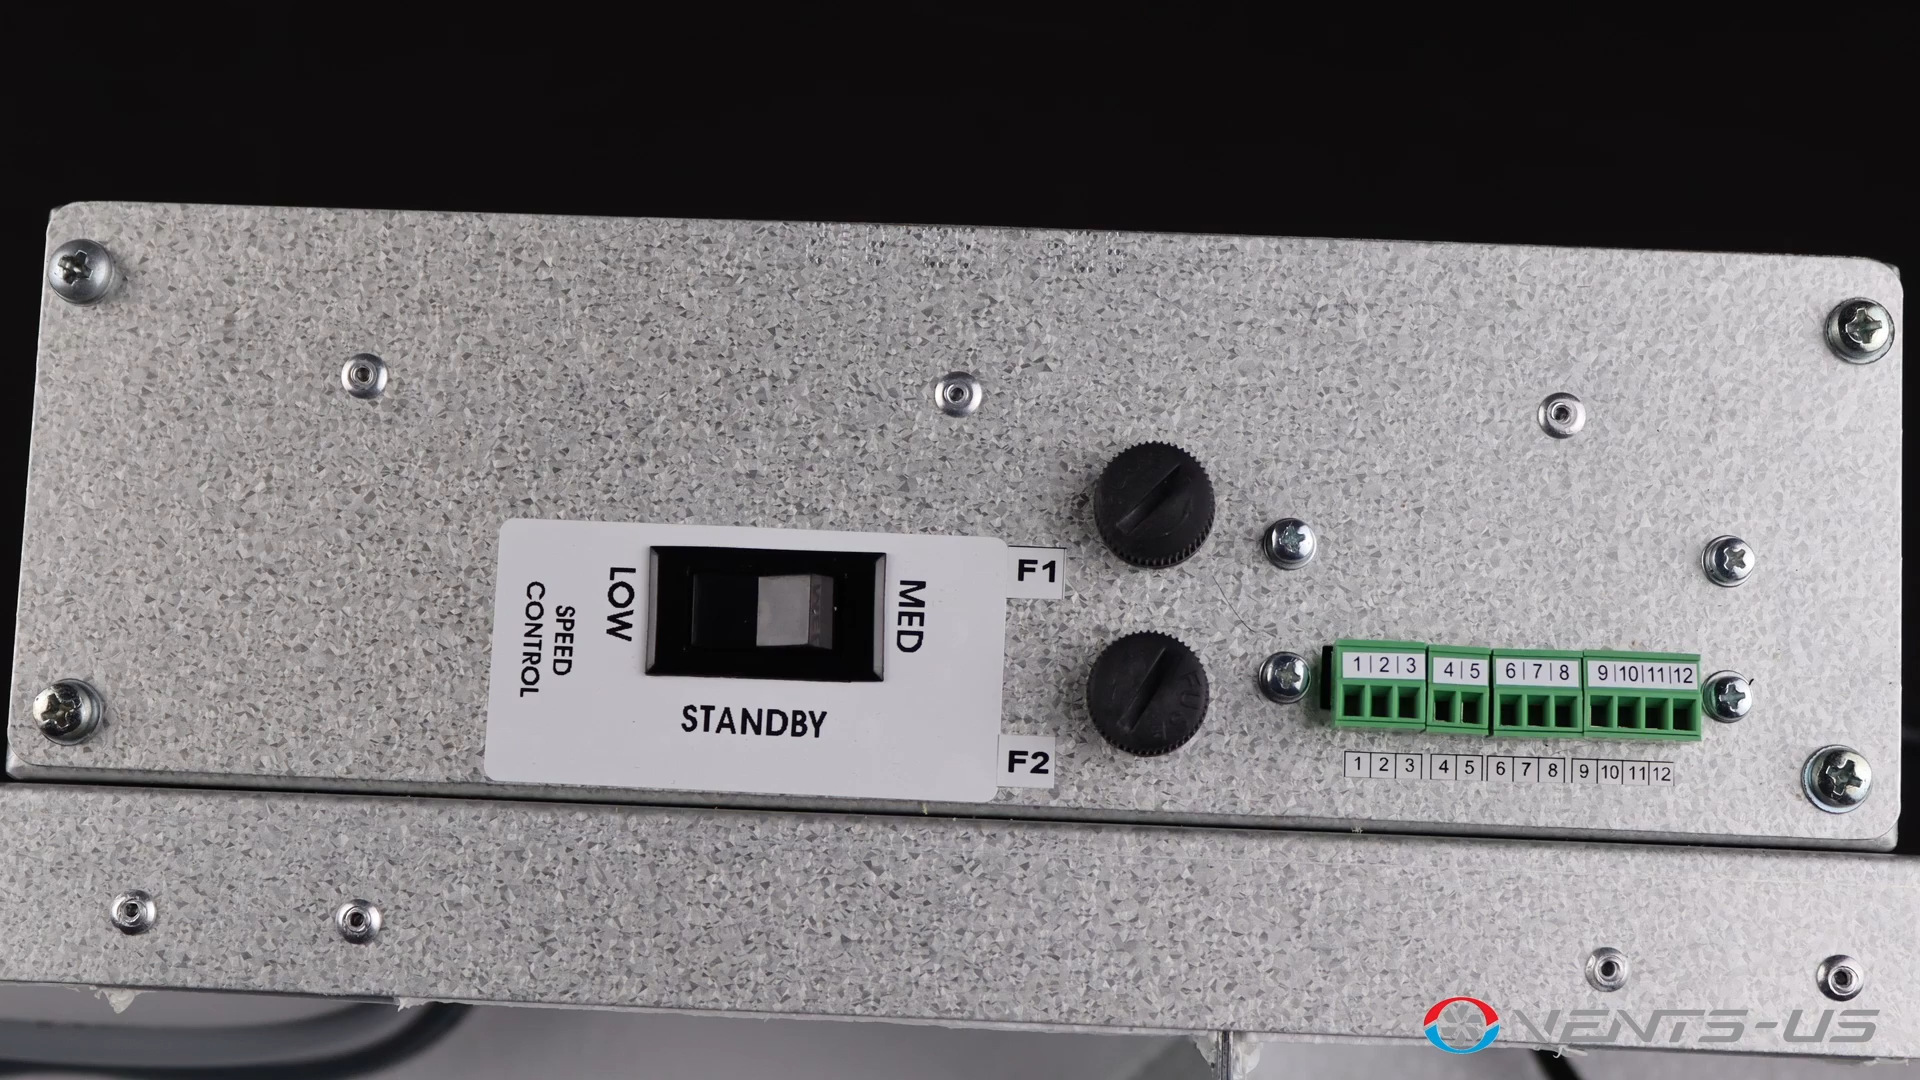 SPEED
CONTROL
LOW
MED
STANDBY
F1
F2
1 2 3 4 5 6 7 8 9 10 11 12
1 2 3 4 5 6 7 8 9 10 11 12
VENTS-US